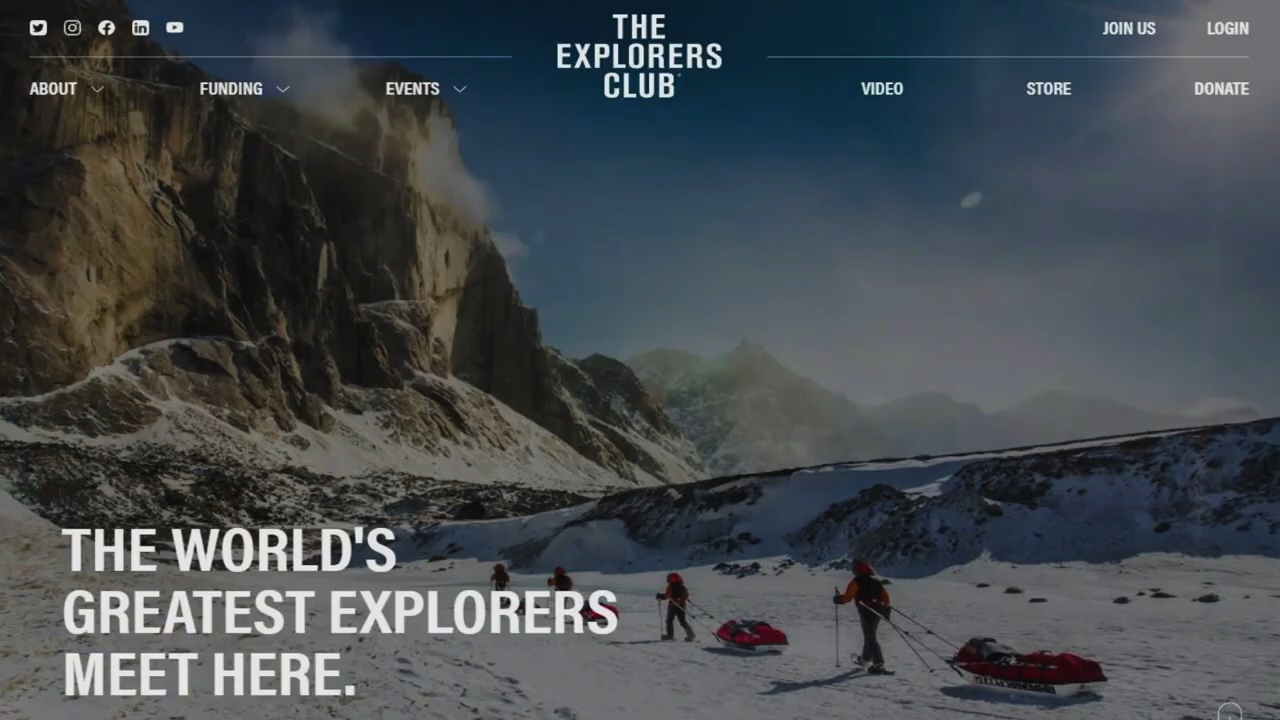 JOIN US
LOGIN
THE
EXPLORERS
CLUB
ABOUT
FUNDING
EVENTS
VIDEO
STORE
DONATE
THE WORLD'S
GREATEST EXPLORERS
MEET HERE.